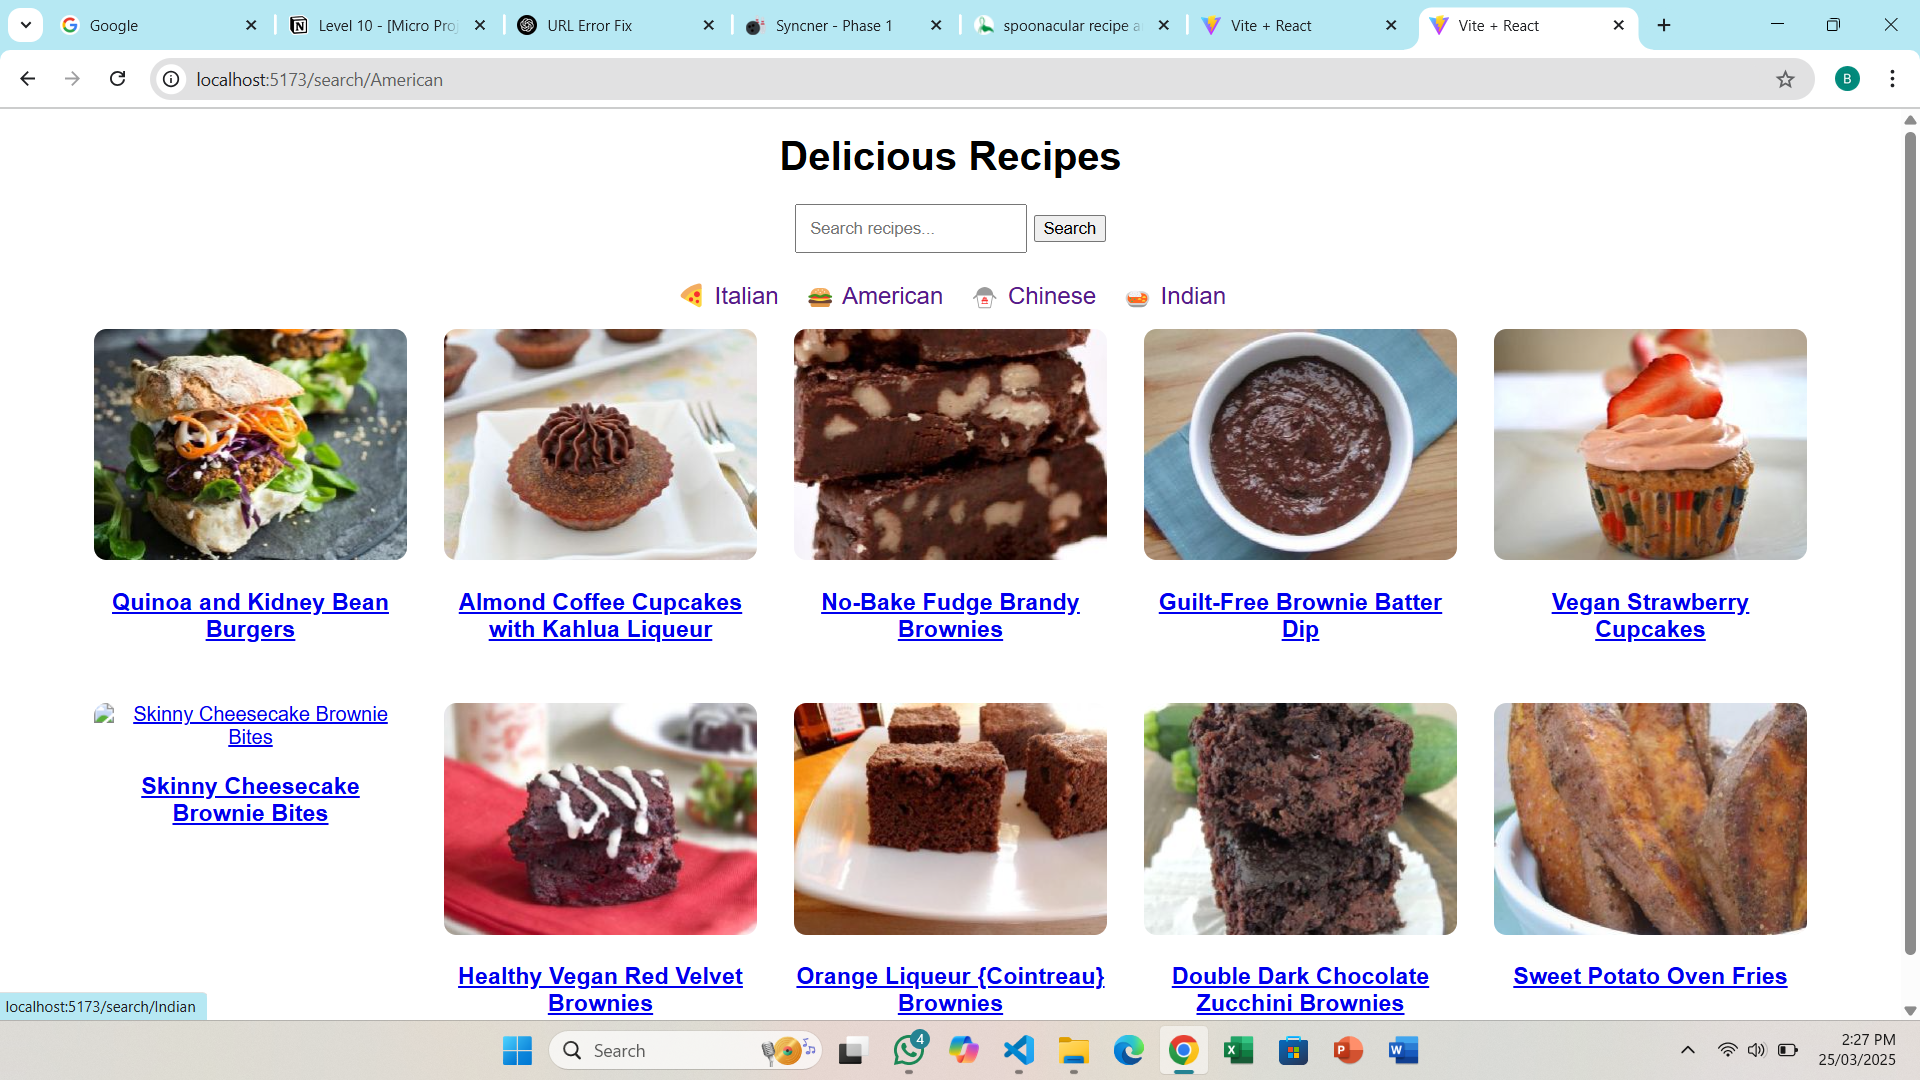 Google
Level 10 - [Micro Proj
URL Error Fix
Syncner - Phase 1
spoonacular recipe a
Vite + React
Vite + React
localhost:5173/search/American
B
Delicious Recipes
Search recipes...
Search
Italian
American
Chinese
Indian
Quinoa and Kidney Bean
Burgers
Almond Coffee Cupcakes
with Kahlua Liqueur
No-Bake Fudge Brandy
Brownies
Guilt-Free Brownie Batter
Dip
Vegan Strawberry
Cupcakes
Skinny Cheesecake Brownie
Bites
Skinny Cheesecake
Brownie Bites
Healthy Vegan Red Velvet
Brownies
Orange Liqueur {Cointreau}
Brownies
Double Dark Chocolate
Zucchini Brownies
Sweet Potato Oven Fries
localhost:5173/search/Indian
Search
4
2:27 PM
25/03/2025